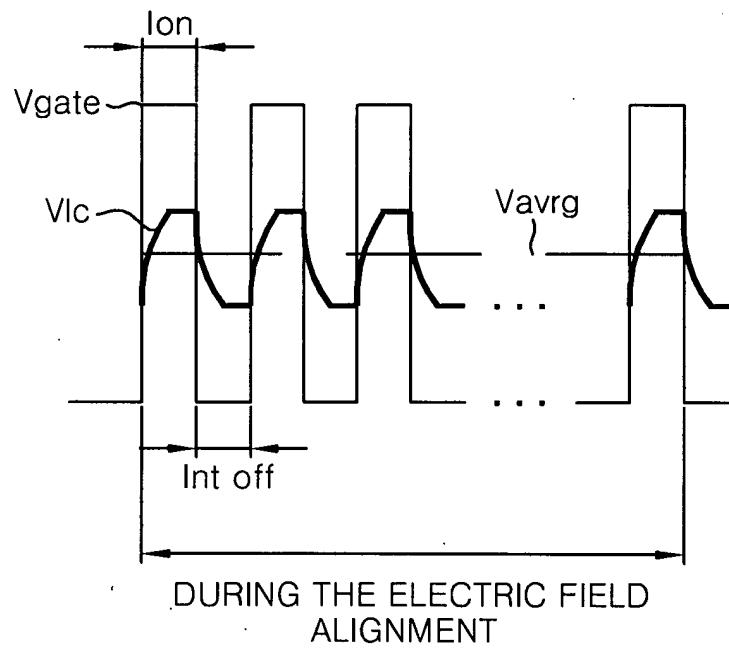 Ion
Vgate
Vlc
Vavrg
. . .
. . .
Int off
DURING THE ELECTRIC FIELD
ALIGNMENT